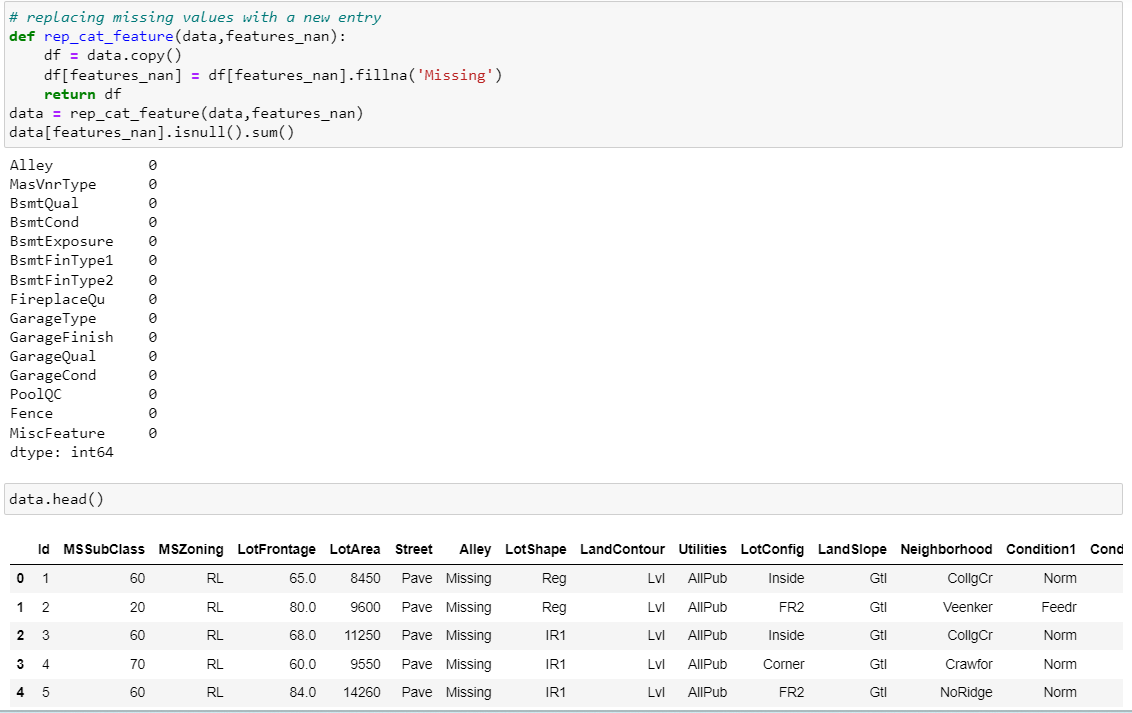 # replacing missing values with a new entry
def rep_cat_feature(data,features_nan):
    df = data.copy()
    df[features_nan] = df[features_nan].fillna('Missing')
    return df
data = rep_cat_feature(data,features_nan)
data[features_nan].isnull().sum()
Alley 0
MasVnrType 0
BsmtQual 0
BsmtCond 0
BsmtExposure 0
BsmtFinType1 0
BsmtFinType2 0
FireplaceQu 0
GarageType 0
GarageFinish 0
GarageQual 0
GarageCond 0
PoolQC 0
Fence 0
MiscFeature 0
dtype: int64
data.head()
Id MSSubClass MSZoning LotFrontage LotArea Street Alley LotShape LandContour Utilities LotConfig LandSlope Neighborhood Condition1 Cond
0 1 60 RL 65.0 8450 Pave Missing Reg Lvl AllPub Inside Gtl CollgCr Norm
1 2 20 RL 80.0 9600 Pave Missing Reg Lvl AllPub FR2 Gtl Veenker Feedr
2 3 60 RL 68.0 11250 Pave Missing IR1 Lvl AllPub Inside Gtl CollgCr Norm
3 4 70 RL 60.0 9550 Pave Missing IR1 Lvl AllPub Corner Gtl Crawfor Norm
4 5 60 RL 84.0 14260 Pave Missing IR1 Lvl AllPub FR2 Gtl NoRidge Norm